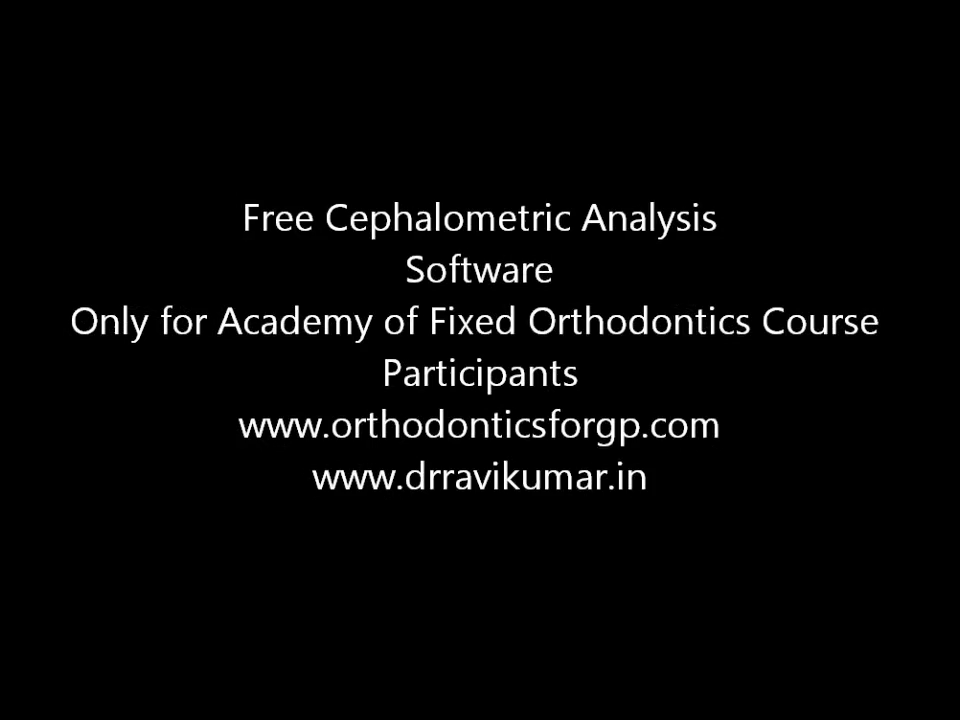 Free Cephalometric Analysis
Software
Only for Academy of Fixed Orthodontics Course
Participants
www.orthodonticsforgp.com
www.drravikumar.in